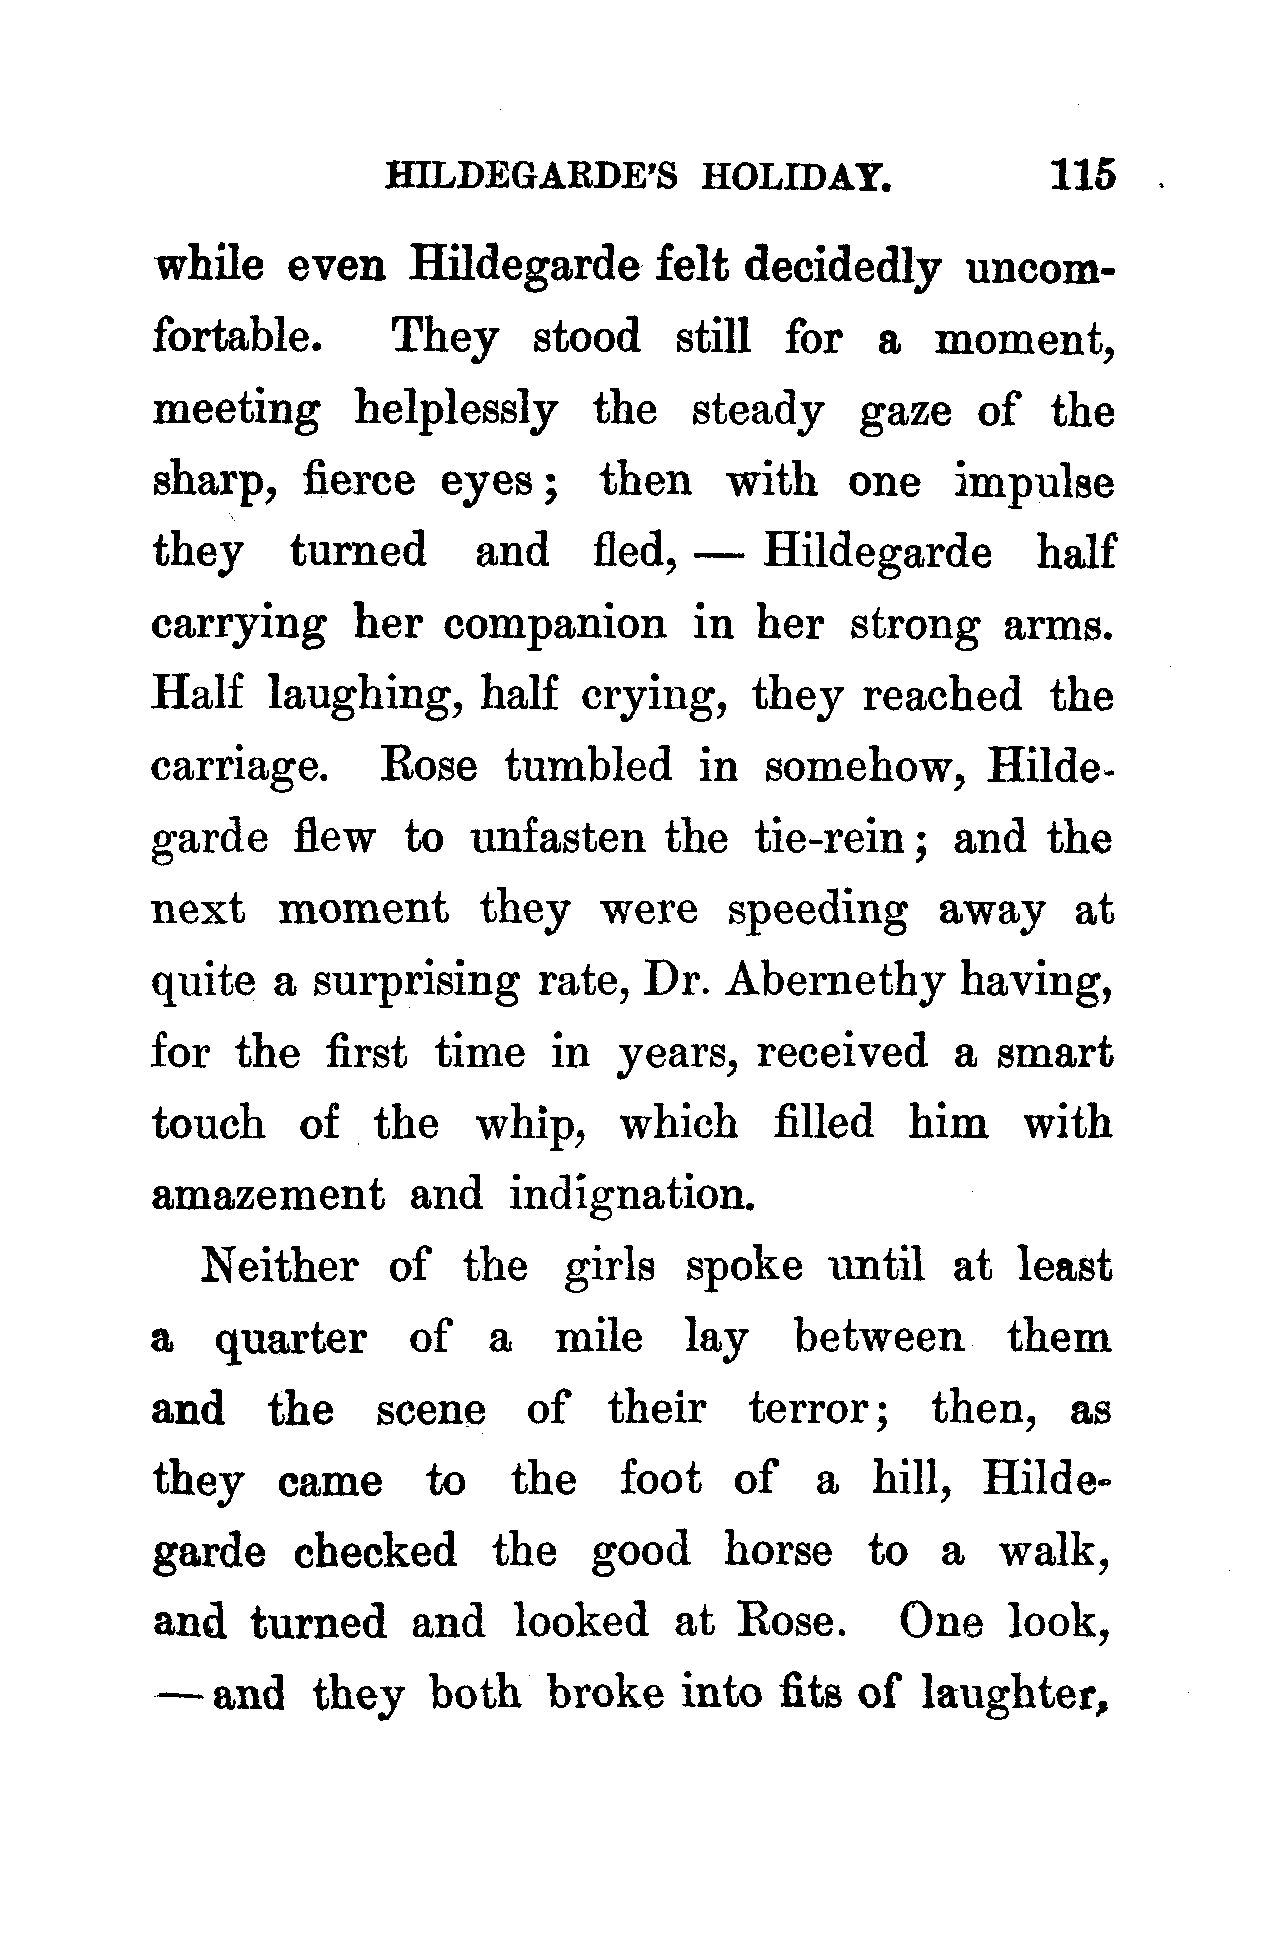 HILDEGARDE'S HOLIDAY. 115
while even Hildegarde felt decidedly uncom-
fortable. They stood still for a moment,
meeting helplessly the steady gaze of the
sharp, fierce eyes; then with one impulse
they turned and fled, — Hildegarde half
carrying her companion in her strong arms.
Half laughing, half crying, they reached the
carriage. Rose tumbled in somehow, Hilde-
garde flew to unfasten the tie-rein; and the
next moment they were speeding away at
quite a surprising rate, Dr. Abernethy having,
for the first time in years, received a smart
touch of the whip, which filled him with
amazement and indignation.
Neither of the girls spoke until at least
a quarter of a mile lay between them
and the scene of their terror; then, as
they came to the foot of a hill, Hilde-
garde checked the good horse to a walk,
and turned and looked at Rose. One look,
— and they both broke into fits of laughter,